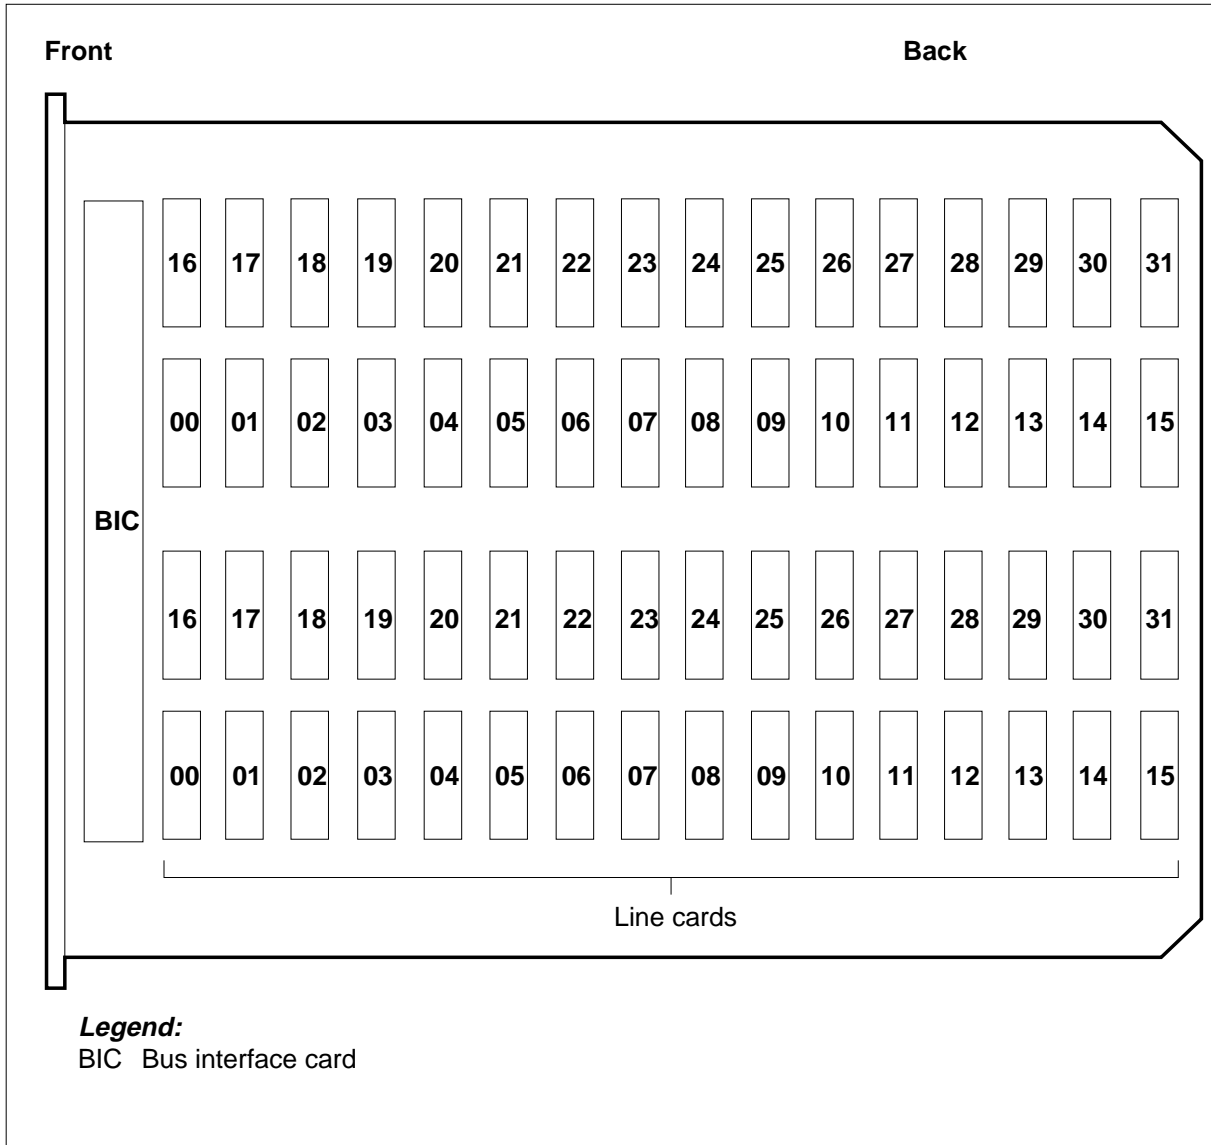 Front Back
16 17 18 19 20 21 22 23 24 25 26 27 28 29 30 31
00 01 02 03 04 05 06 07 08 09 10 11 12 13 14 15
BIC
16 17 18 19 20 21 22 23 24 25 26 27 28 29 30 31
00 01 02 03 04 05 06 07 08 09 10 11 12 13 14 15
Line cards
Legend:
BIC Bus interface card